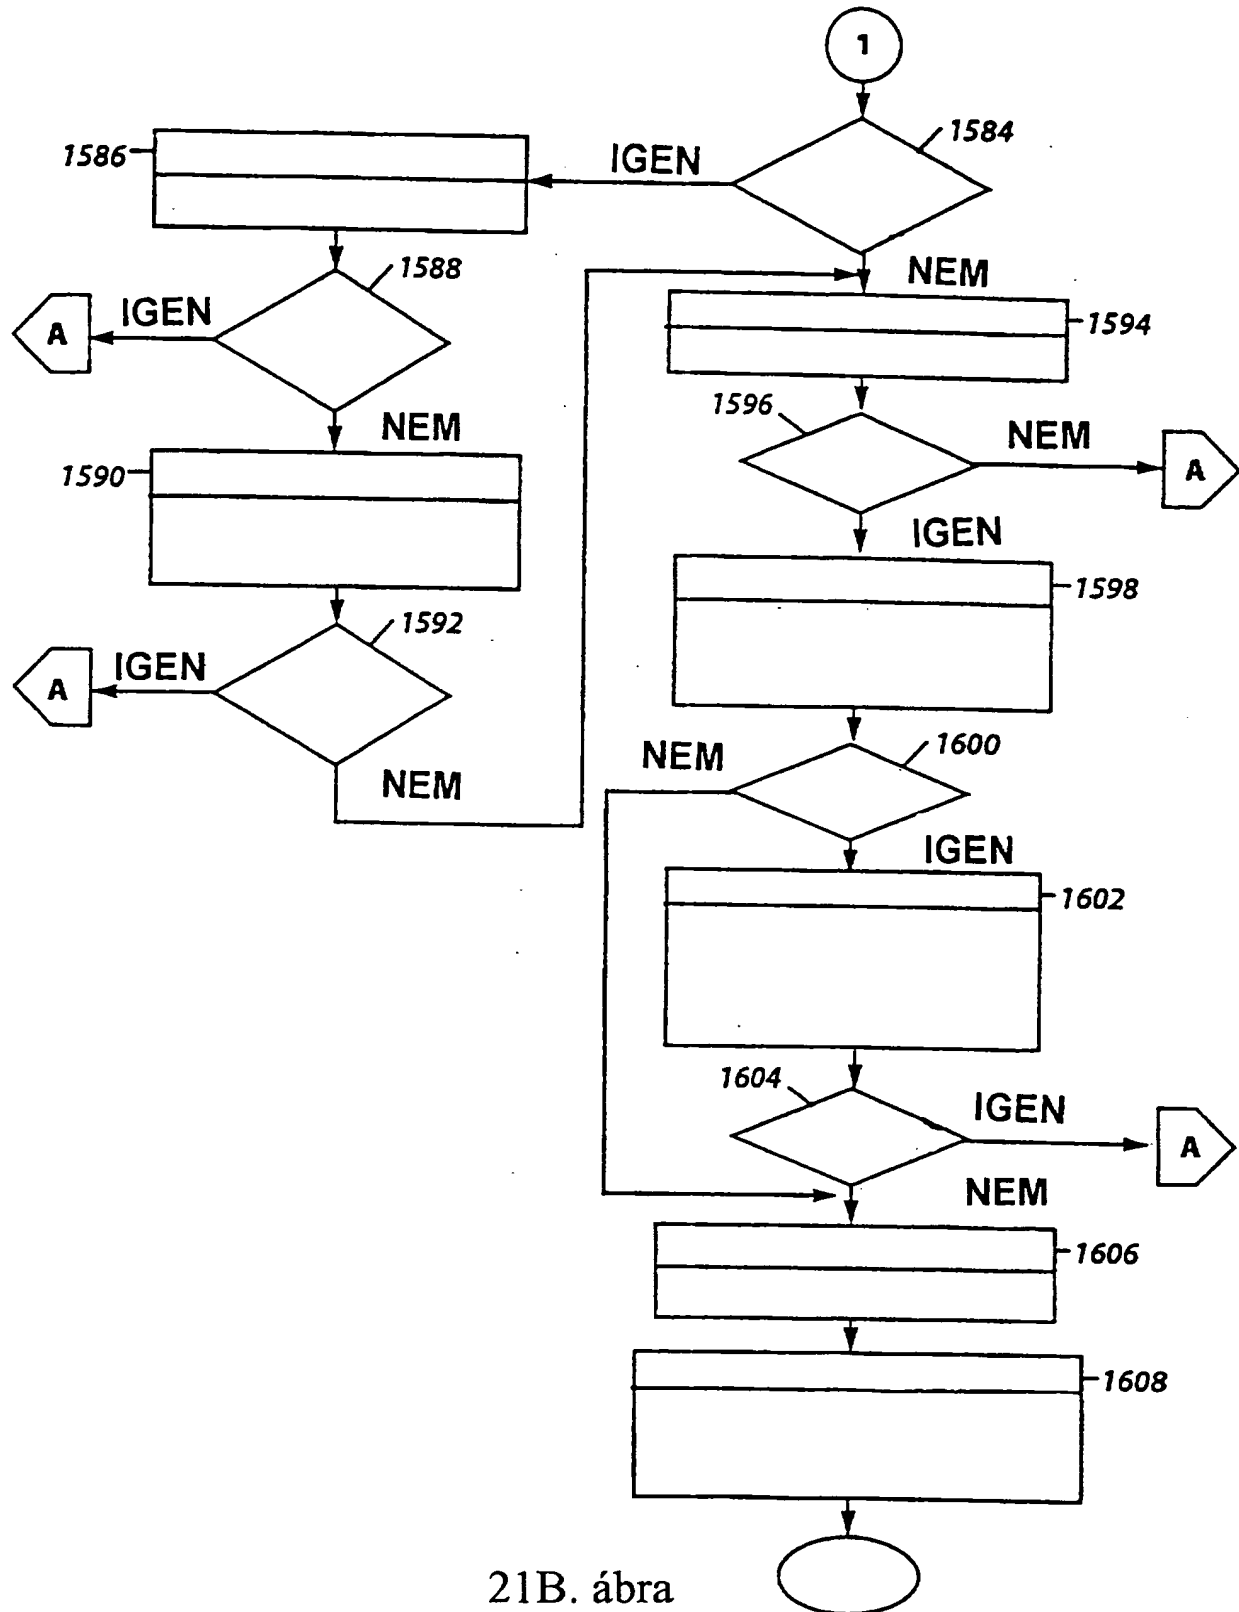 1
1584
1586
IGEN
1588
NEM
A
IGEN
1594
NEM
1596
NEM
A
1590
IGEN
1598
1592
A
IGEN
NEM
NEM
1600
IGEN
1602
1604
IGEN
A
NEM
1606
1608
21B. ábra